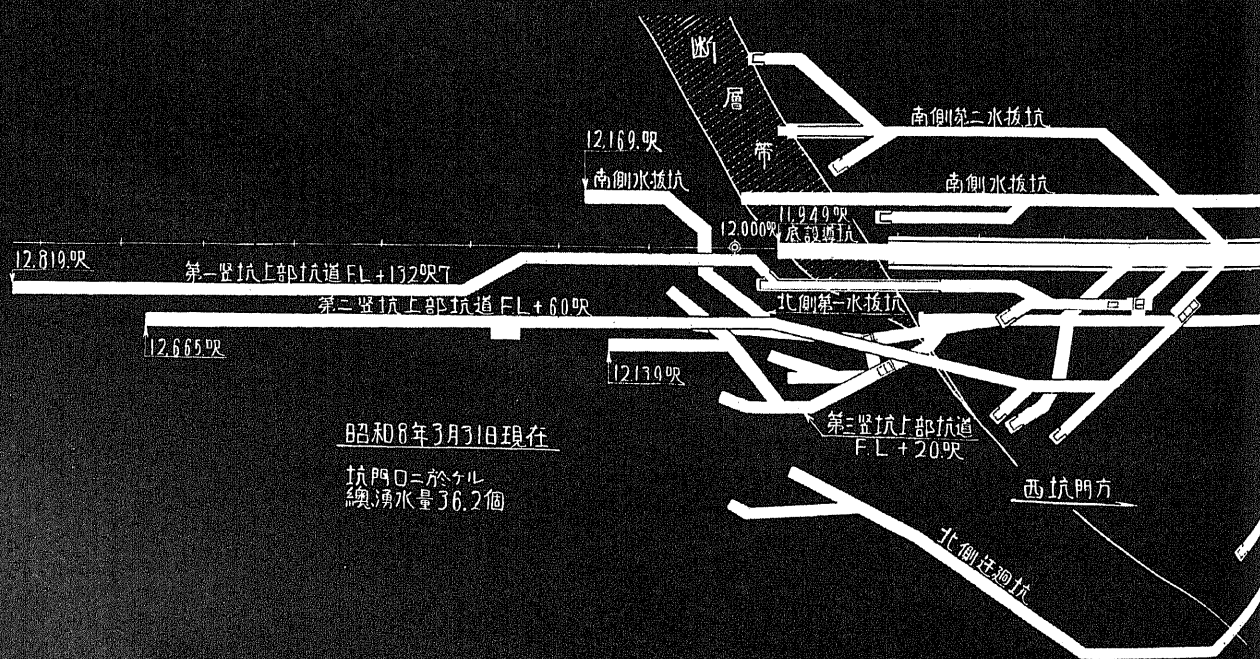 断層帯
南側第二水抜坑
12,169.呎
南側水抜坑
南側水抜坑
11,949呎
底設導坑
12,000呎
12,819.呎
第一竪坑上部坑道 F.L+132呎7
第二竪坑上部坑道 F.L+60呎
北側第一水抜坑
12,665呎
12,139呎
第三竪坑上部坑道
F.L+20.呎
昭和8年3月31日現在
坑門口ニ於ケル
總湧水量36.2個
西坑門方
北側迂廻坑